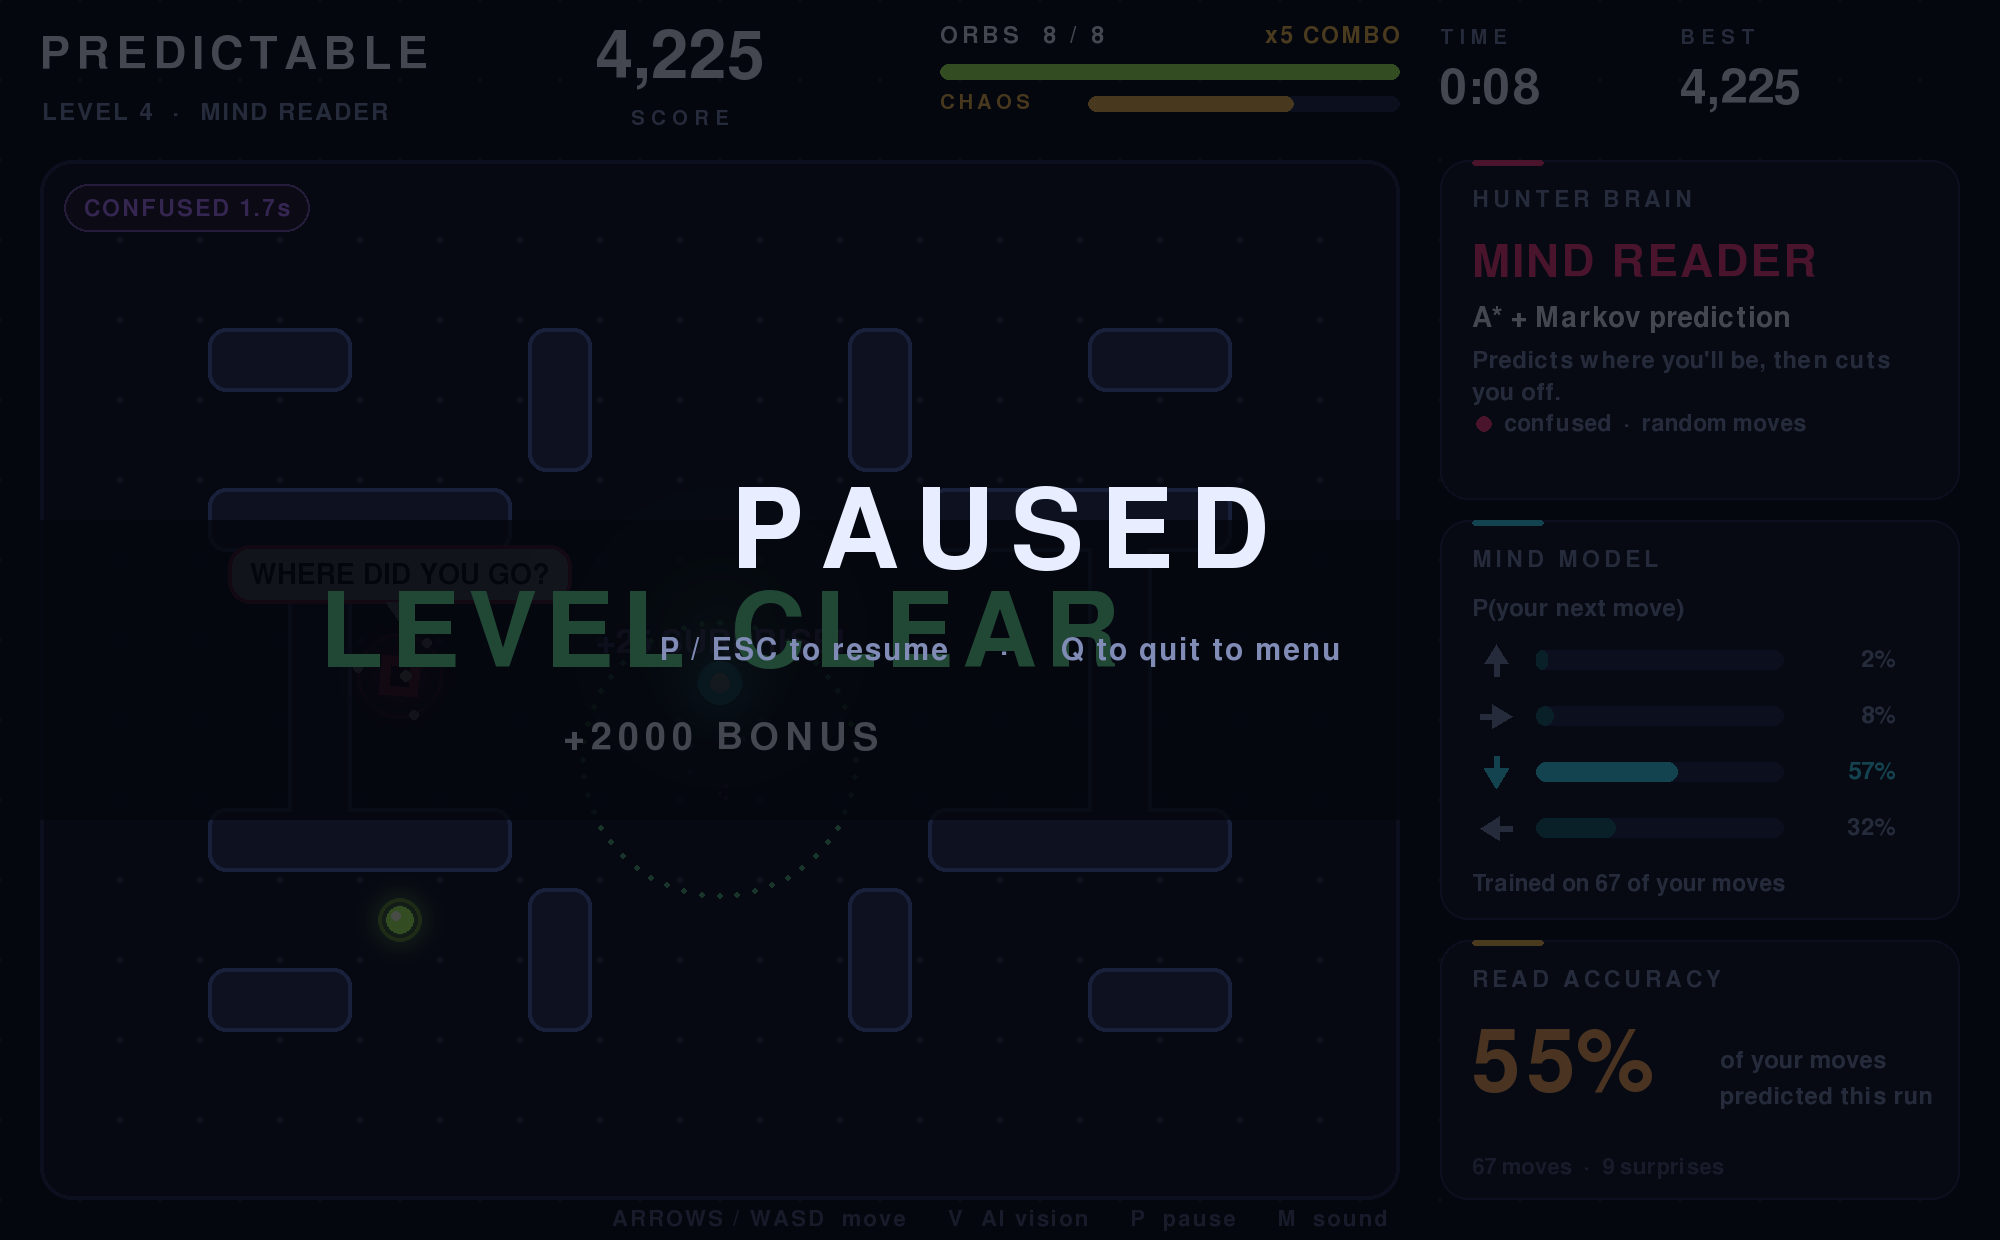 PREDICTABLE
LEVEL 4 · MIND READER
4,225
SCORE
ORBS 8 / 8
x5 COMBO
CHAOS
TIME
0:08
BEST
4,225
CONFUSED 1.7s
WHERE DID YOU GO?
PAUSED
LEVEL CLEAR
P / ESC to resume · Q to quit to menu
+2000 BONUS
HUNTER BRAIN
MIND READER
A* + Markov prediction
Predicts where you'll be, then cuts
you off.
confused · random moves
MIND MODEL
P(your next move)
2%
8%
57%
32%
Trained on 67 of your moves
READ ACCURACY
55%
of your moves
predicted this run
67 moves · 9 surprises
ARROWS / WASD move V AI vision P pause M sound